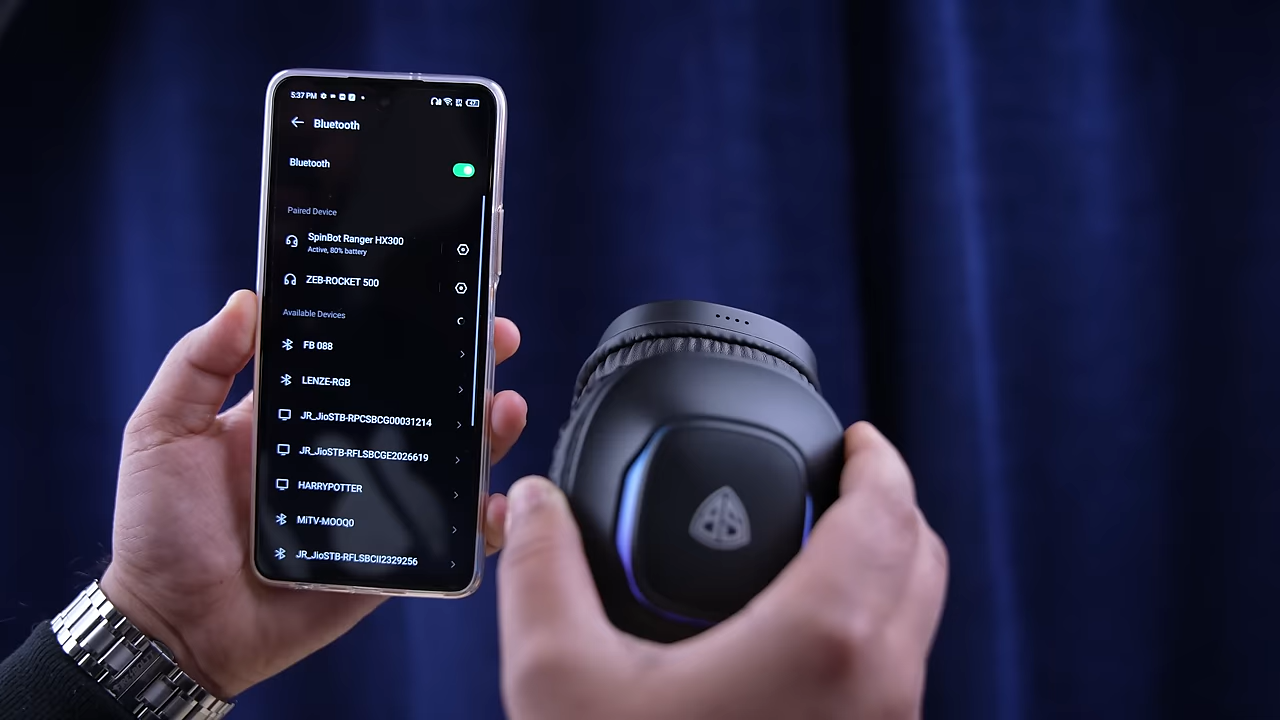 5:37 PM
Bluetooth
Bluetooth
Paired Device
SpinBot Ranger HX300
Active, 80% battery
ZEB-ROCKET 500
Available Devices
FB 088
LENZE-RGB
JR_JioSTB-RPCSBCG00031214
JR_JioSTB-RFLSBCGE2026619
HARRYPOTTER
MiTV-MOOQ0
JR_JioSTB-RFLSBCII2329256